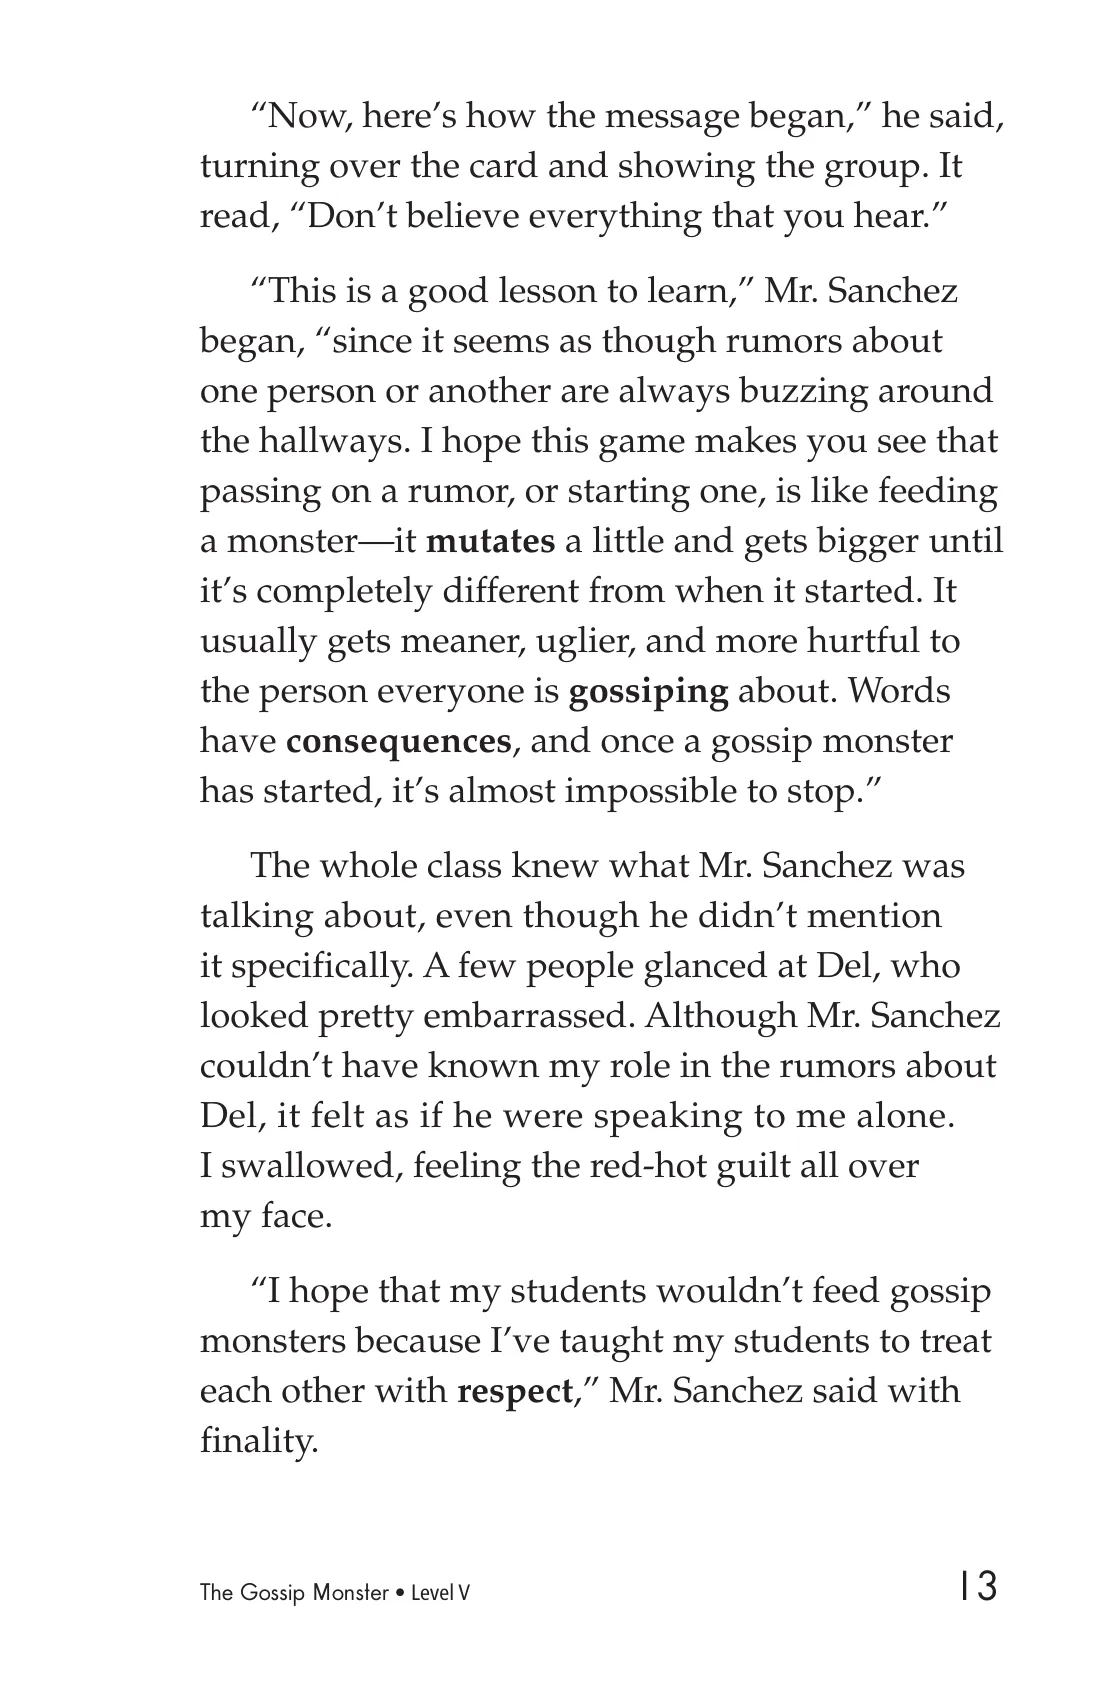 “Now, here’s how the message began,” he said,
turning over the card and showing the group. It
read, “Don’t believe everything that you hear.”
“This is a good lesson to learn,” Mr. Sanchez
began, “since it seems as though rumors about
one person or another are always buzzing around
the hallways. I hope this game makes you see that
passing on a rumor, or starting one, is like feeding
a monster—it mutates a little and gets bigger until
it’s completely different from when it started. It
usually gets meaner, uglier, and more hurtful to
the person everyone is gossiping about. Words
have consequences, and once a gossip monster
has started, it’s almost impossible to stop.”
The whole class knew what Mr. Sanchez was
talking about, even though he didn’t mention
it specifically. A few people glanced at Del, who
looked pretty embarrassed. Although Mr. Sanchez
couldn’t have known my role in the rumors about
Del, it felt as if he were speaking to me alone.
I swallowed, feeling the red-hot guilt all over
my face.
“I hope that my students wouldn’t feed gossip
monsters because I’ve taught my students to treat
each other with respect,” Mr. Sanchez said with
finality.
The Gossip Monster • Level V 13